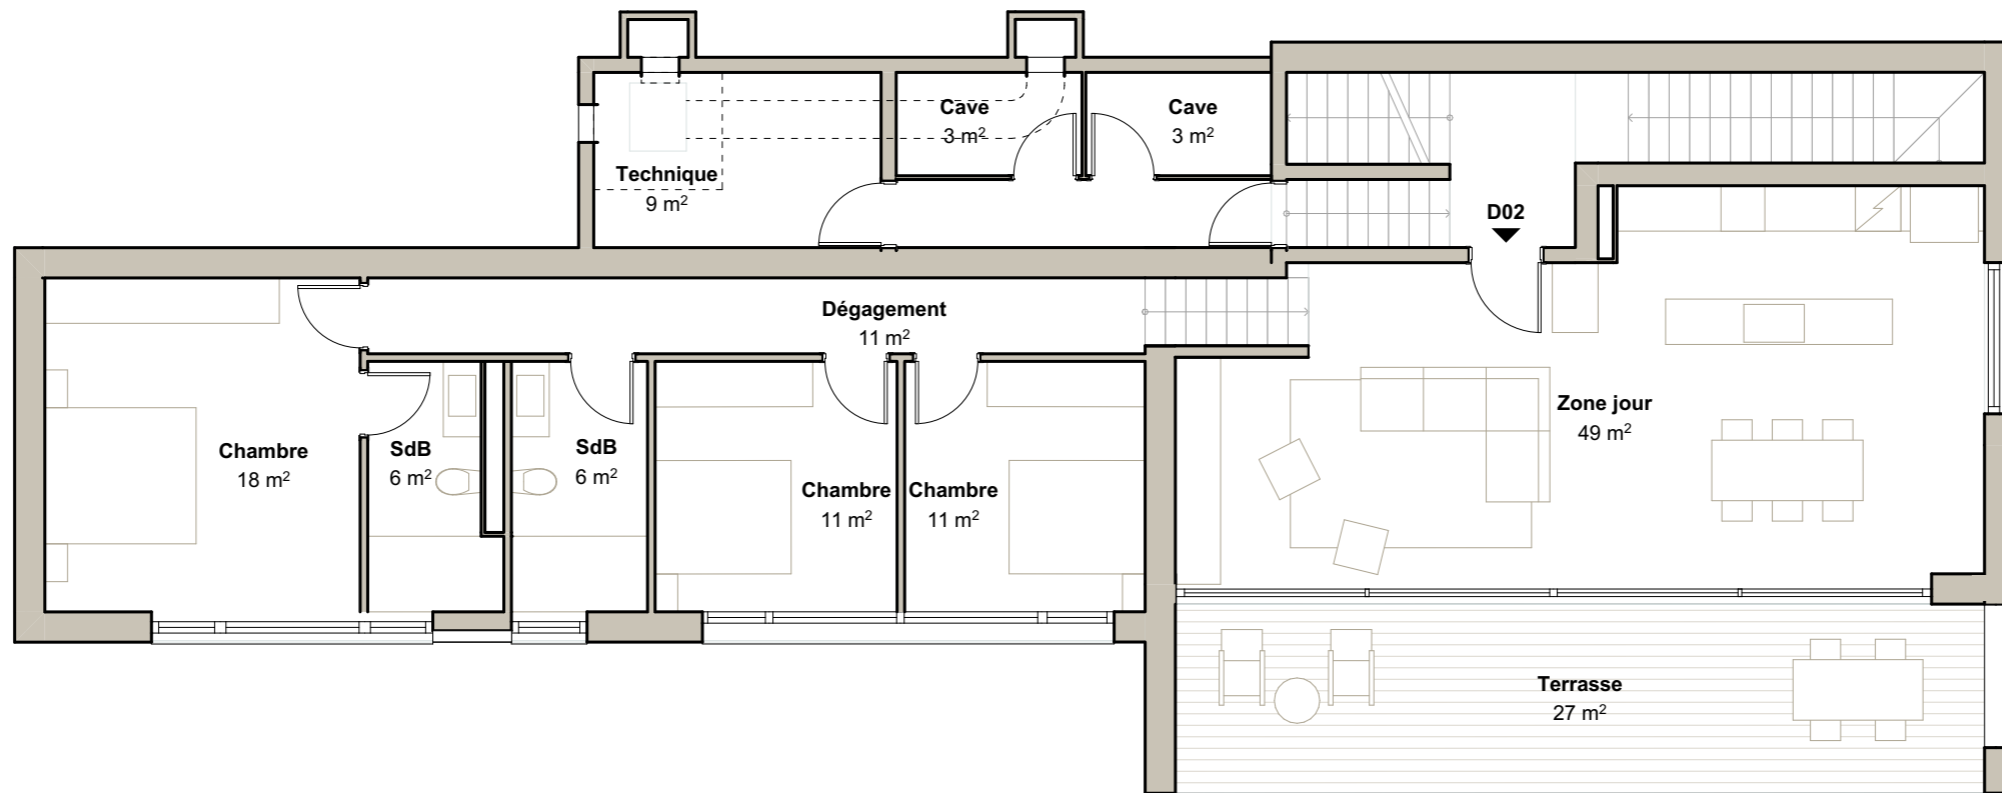 Cave
3 m²
Cave
3 m²
Technique
9 m²
D02
Dégagement
11 m²
Zone jour
49 m²
Chambre
18 m²
SdB
6 m²
SdB
6 m²
Chambre
11 m²
Chambre
11 m²
Terrasse
27 m²